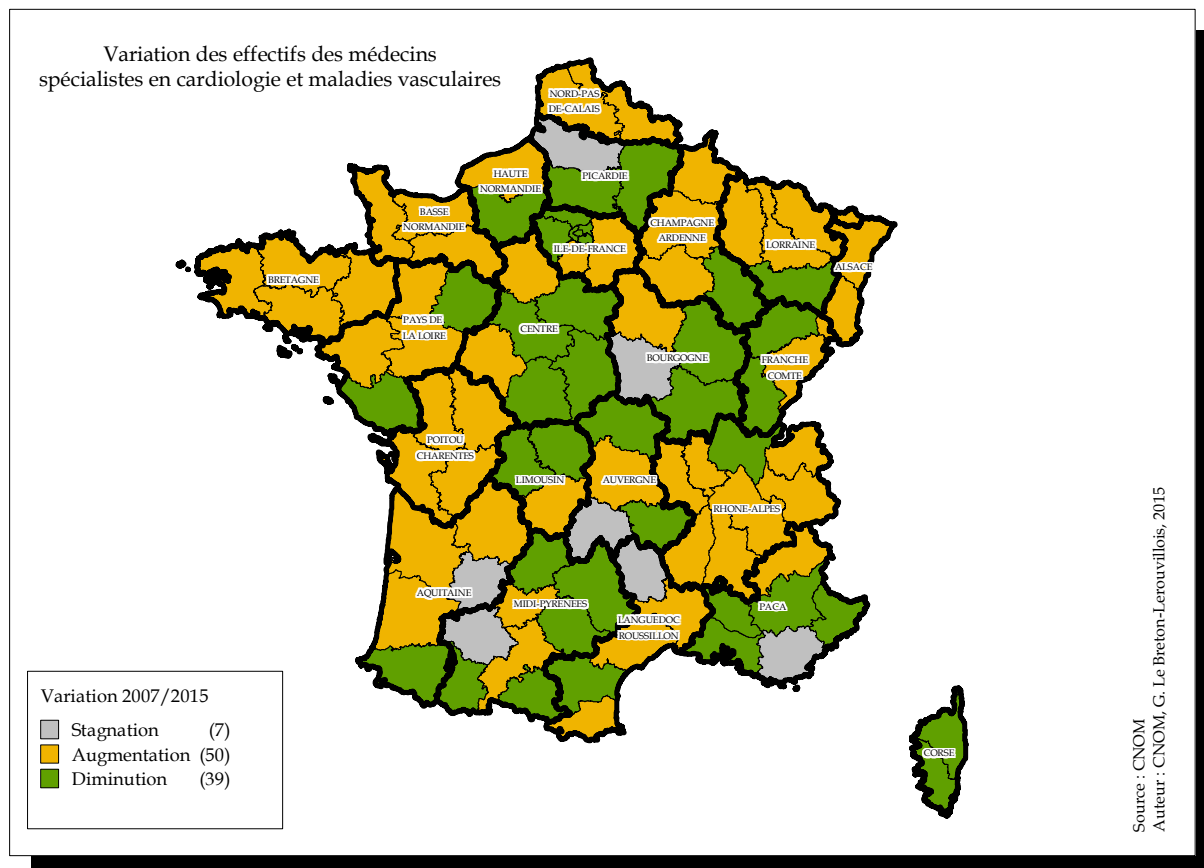 Variation des effectifs des médecins
spécialistes en cardiologie et maladies vasculaires
NORD-PAS
DE-CALAIS
PICARDIE
HAUTE
NORMANDIE
BASSE
NORMANDIE
CHAMPAGNE
ARDENNE
ILE-DE-FRANCE
LORRAINE
ALSACE
BRETAGNE
PAYS DE
LA LOIRE
CENTRE
BOURGOGNE
FRANCHE
COMTE
POITOU
CHARENTES
LIMOUSIN
AUVERGNE
RHONE-ALPES
AQUITAINE
MIDI-PYRENEES
LANGUEDOC
ROUSSILLON
PACA
CORSE
Variation 2007/2015
Stagnation (7)
Augmentation (50)
Diminution (39)
Source : CNOM
Auteur : CNOM, G. Le Breton-Lerouvillois, 2015